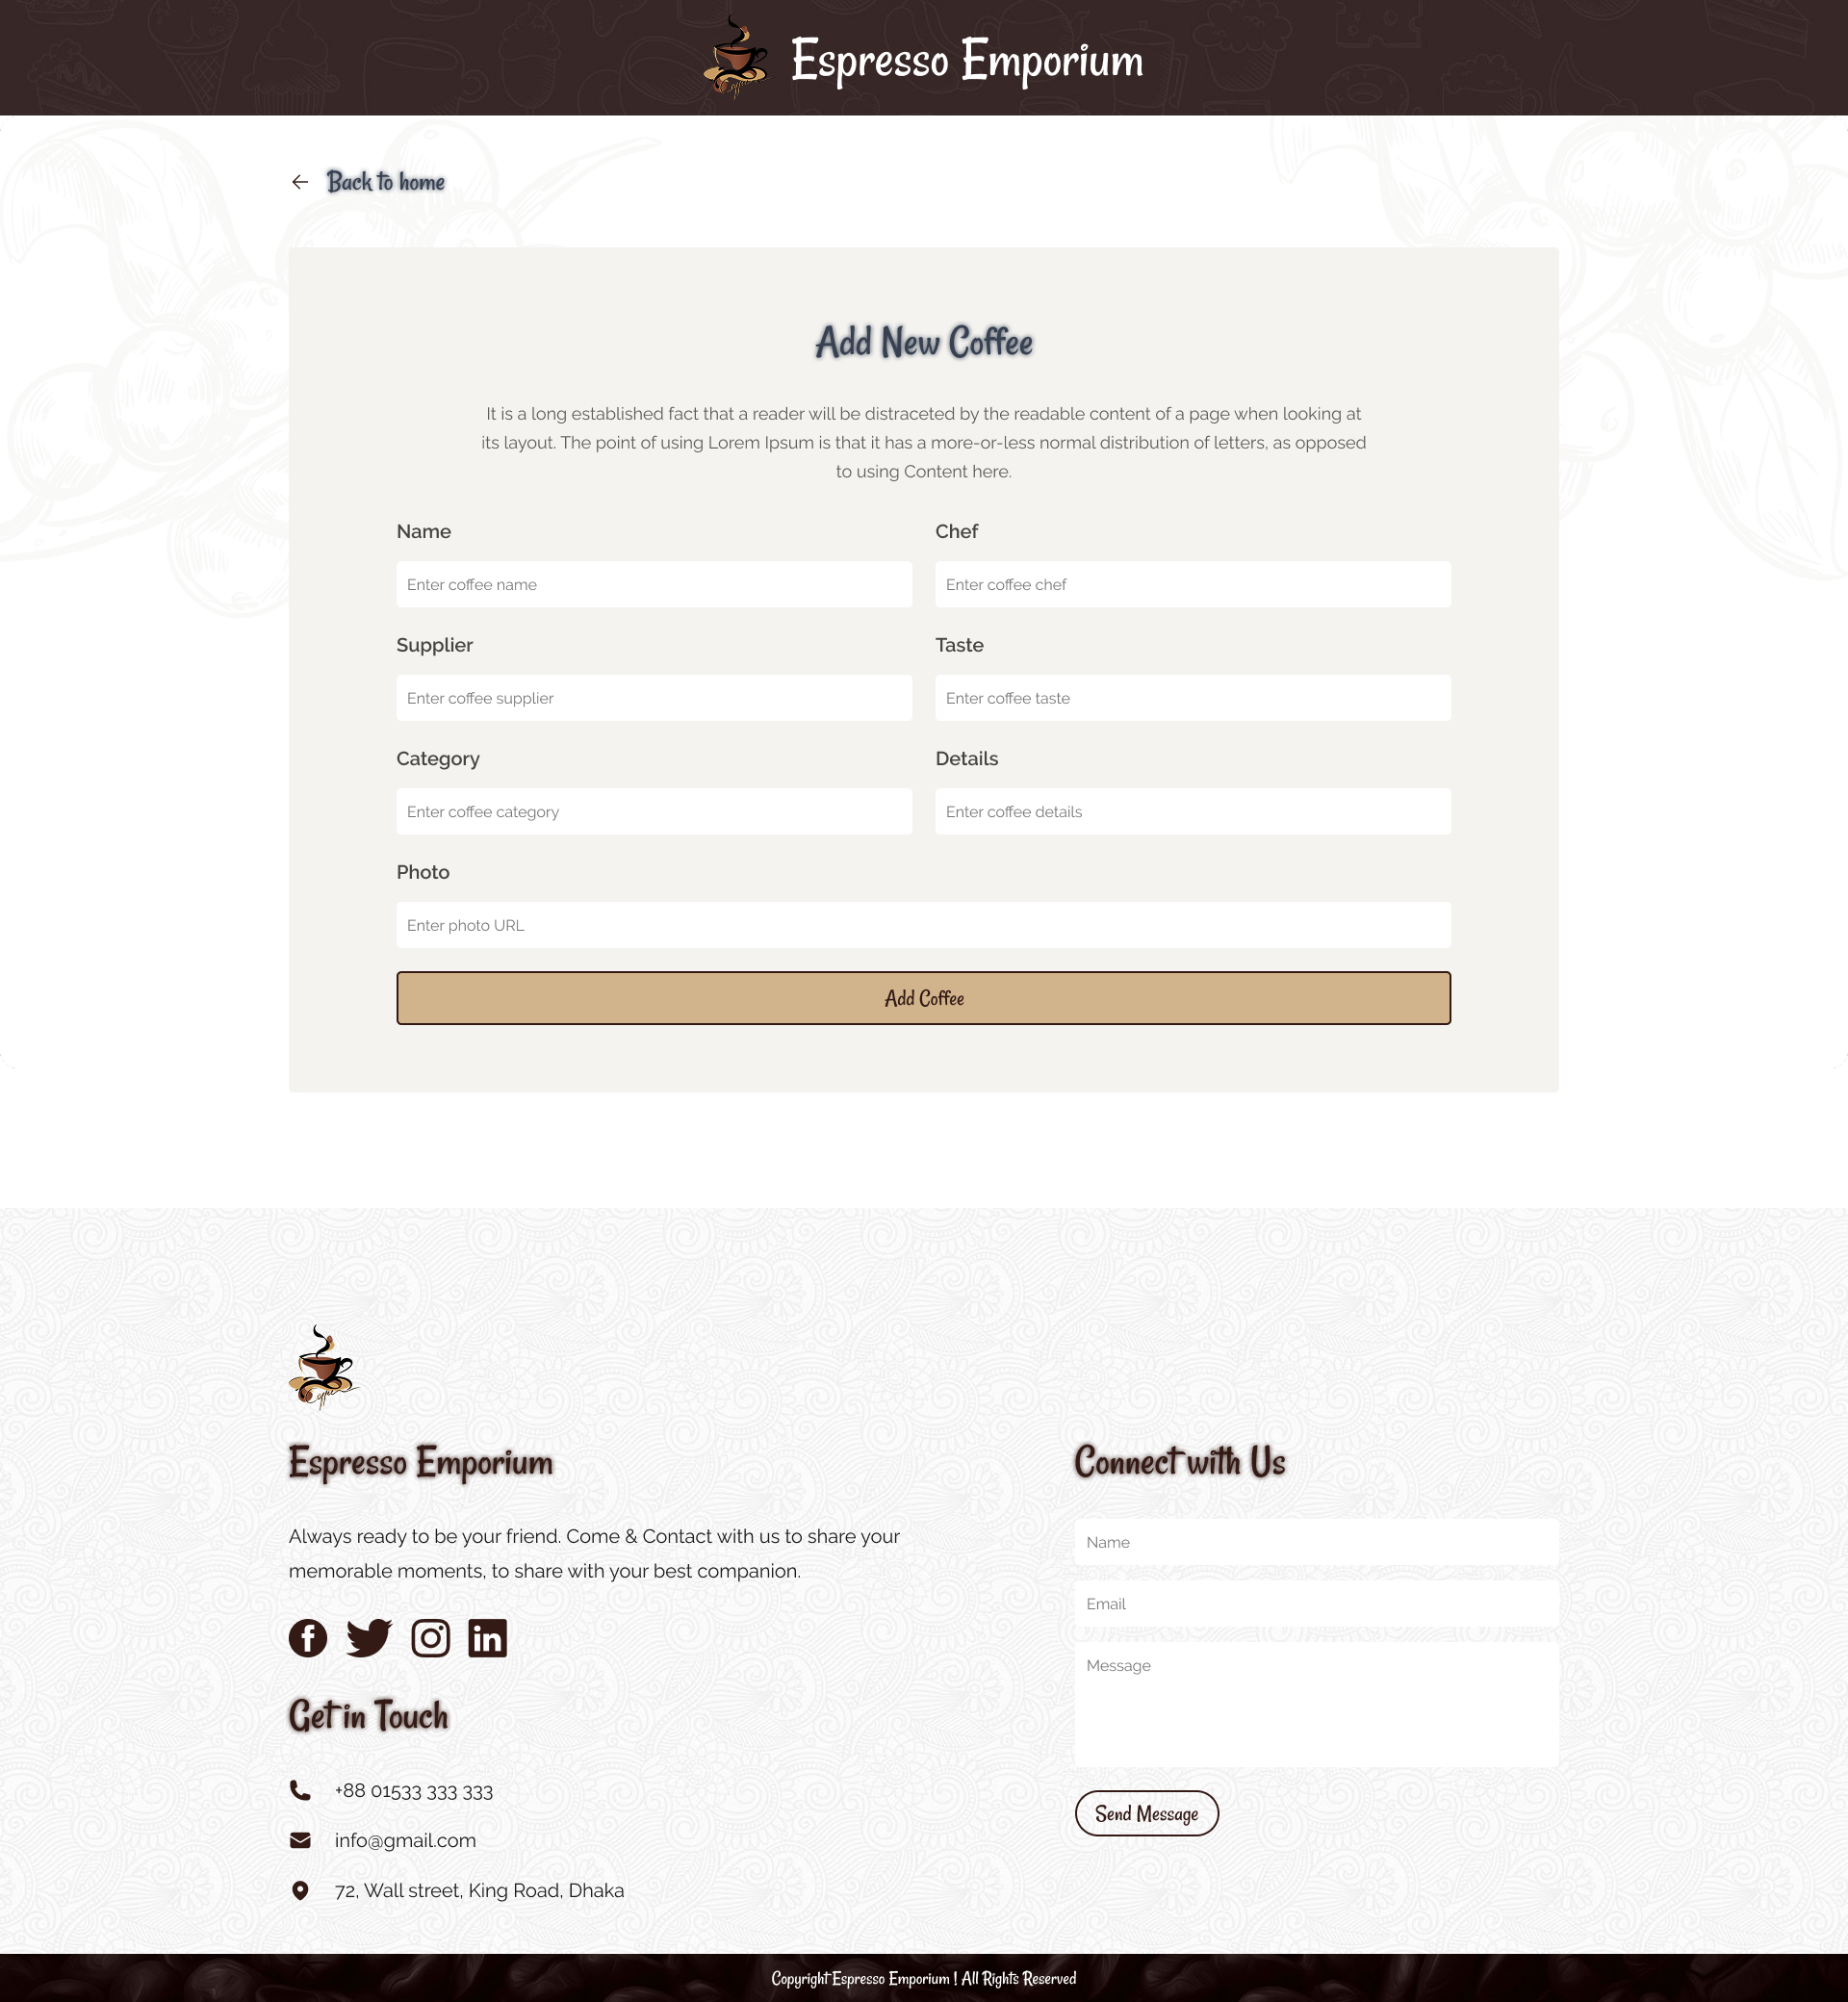 Espresso Emporium
Back to home
Add New Coffee
It is a long established fact that a reader will be distraceted by the readable content of a page when looking at
its layout. The point of using Lorem Ipsum is that it has a more-or-less normal distribution of letters, as opposed
to using Content here.
Name
Chef
Enter coffee name
Enter coffee chef
Supplier
Taste
Enter coffee supplier
Enter coffee taste
Category
Details
Enter coffee category
Enter coffee details
Photo
Enter photo URL
Add Coffee
Espresso Emporium
Always ready to be your friend. Come & Contact with us to share your
memorable moments, to share with your best companion.
Get in Touch
+88 01533 333 333
info@gmail.com
72, Wall street, King Road, Dhaka
Connect with Us
Name
Email
Message
Send Message
Copyright Espresso Emporium ! All Rights Reserved